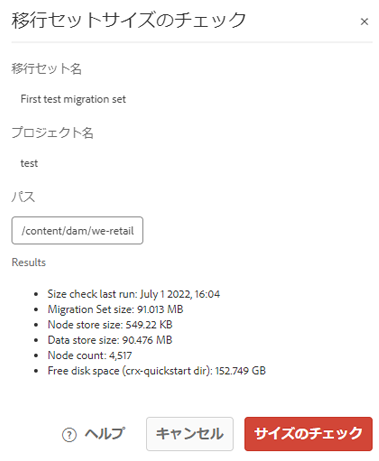 移行セットサイズのチェック ×
移行セット名
First test migration set
プロジェクト名
test
パス
/content/dam/we-retail
Results
• Size check last run: July 1 2022, 16:04
• Migration Set size: 91.013 MB
• Node store size: 549.22 KB
• Data store size: 90.476 MB
• Node count: 4,517
• Free disk space (crx-quickstart dir): 152.749 GB
? ヘルプ キャンセル サイズのチェック